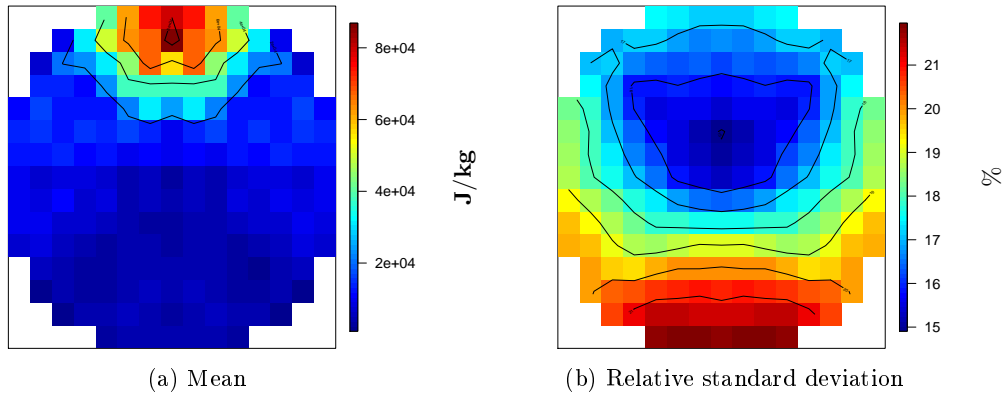 8e+04
6e+04
4e+04
2e+04
J/kg
21
20
19
18
17
16
15
%
(a) Mean
(b) Relative standard deviation